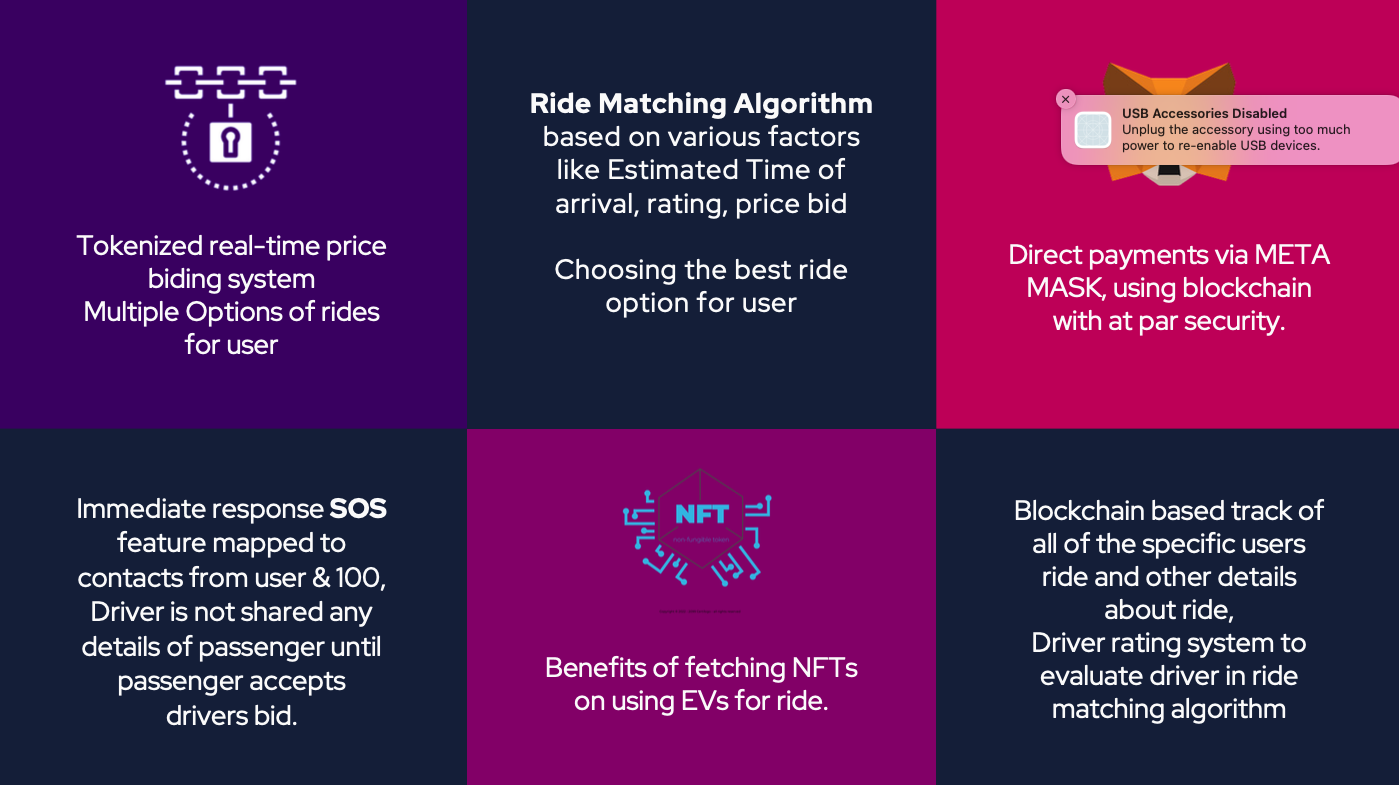 Tokenized real-time price
biding system
Multiple Options of rides
for user
Ride Matching Algorithm
based on various factors
like Estimated Time of
arrival, rating, price bid
Choosing the best ride
option for user
USB Accessories Disabled
Unplug the accessory using too much
power to re-enable USB devices.
Direct payments via META
MASK, using blockchain
with at par security.
Immediate response SOS
feature mapped to
contacts from user & 100,
Driver is not shared any
details of passenger until
passenger accepts
drivers bid.
NFT
non-fungible token
Benefits of fetching NFTs
on using EVs for ride.
Blockchain based track of
all of the specific users
ride and other details
about ride,
Driver rating system to
evaluate driver in ride
matching algorithm